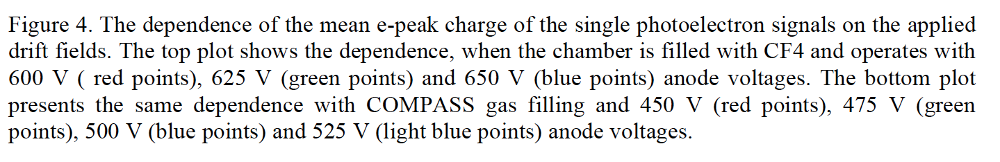 Figure 4. The dependence of the mean e-peak charge of the single photoelectron signals on the applied
drift fields. The top plot shows the dependence, when the chamber is filled with CF4 and operates with
600 V ( red points), 625 V (green points) and 650 V (blue points) anode voltages. The bottom plot
presents the same dependence with COMPASS gas filling and 450 V (red points), 475 V (green
points), 500 V (blue points) and 525 V (light blue points) anode voltages.